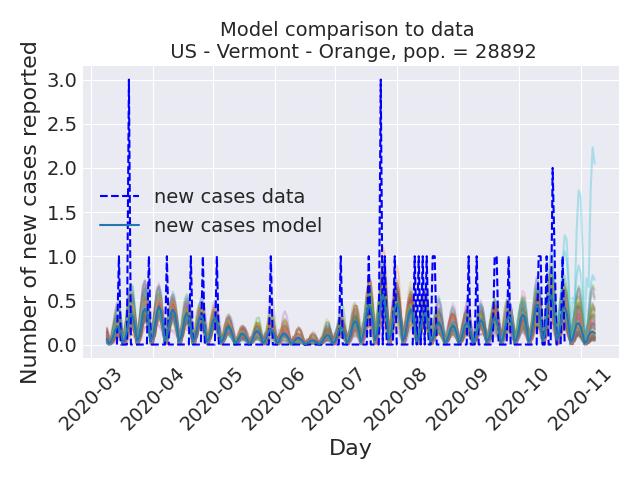 Model comparison to data
US - Vermont - Orange, pop. = 28892
Number of new cases reported
3.0
2.5
2.0
1.5
1.0
0.5
0.0
new cases data
new cases model
2020-03
2020-04
2020-05
2020-06
2020-07
2020-08
2020-09
2020-10
2020-11
Day